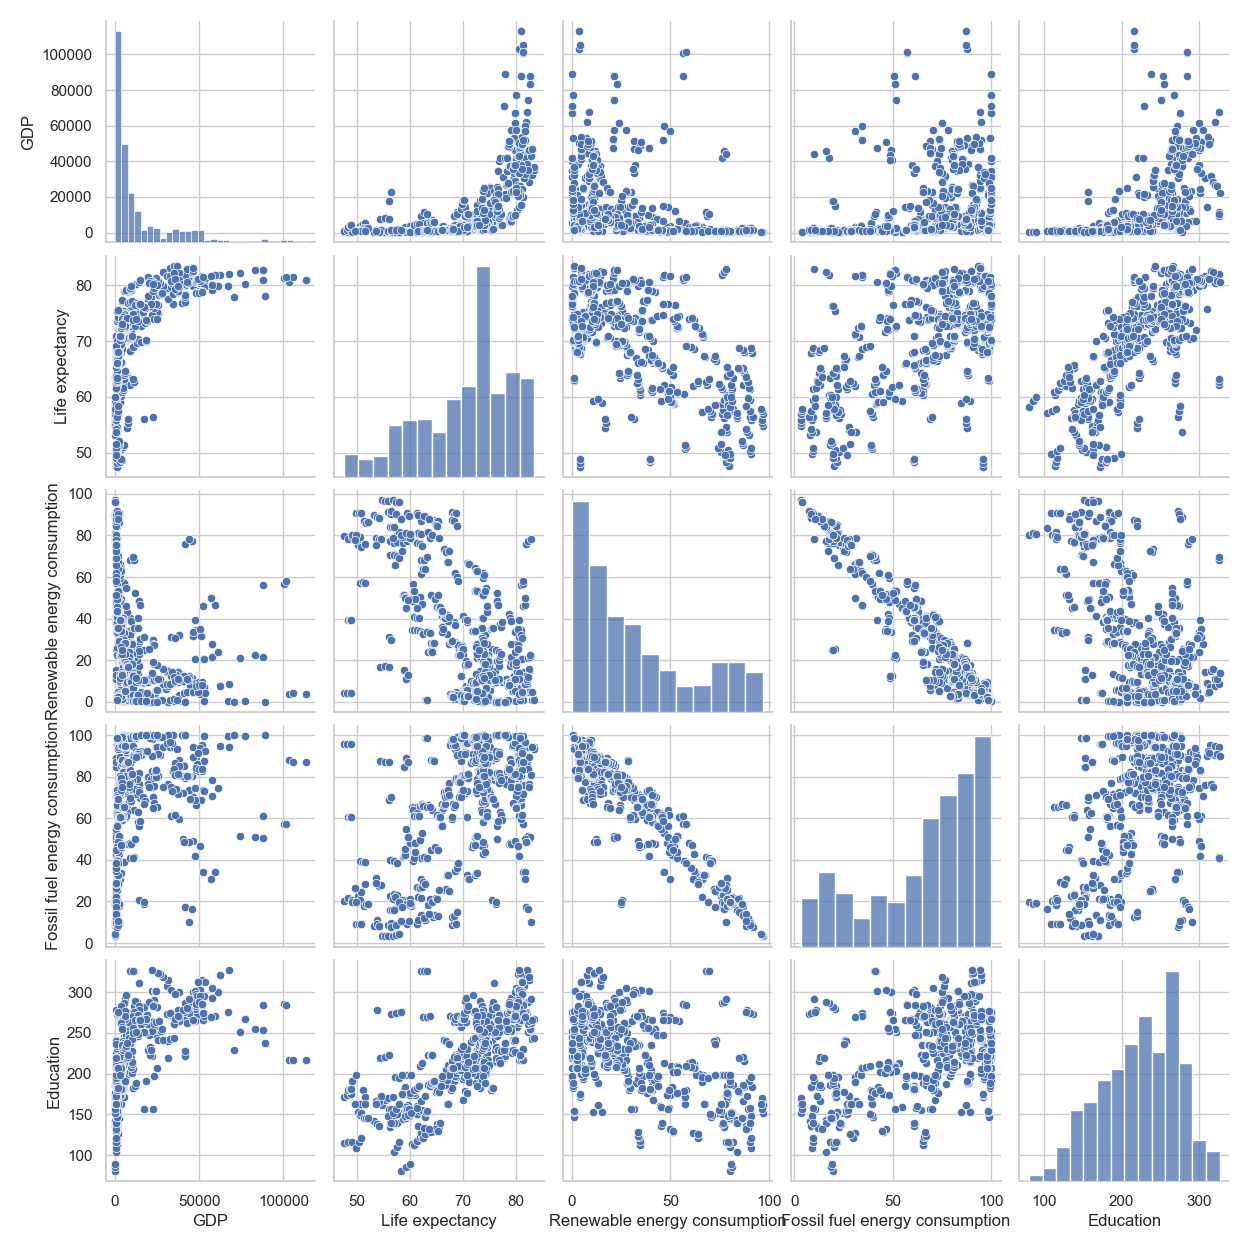 100000
80000
60000
40000
20000
0
GDP
80
70
60
50
Life expectancy
100
80
60
40
20
0
Renewable energy consumption
100
80
60
40
20
0
Fossil fuel energy consumption
300
250
200
150
100
Education
0 50000 100000
50 60 70 80
0 50 100
0 50 100
100 200 300
GDP
Life expectancy
Renewable energy consumption
Fossil fuel energy consumption
Education